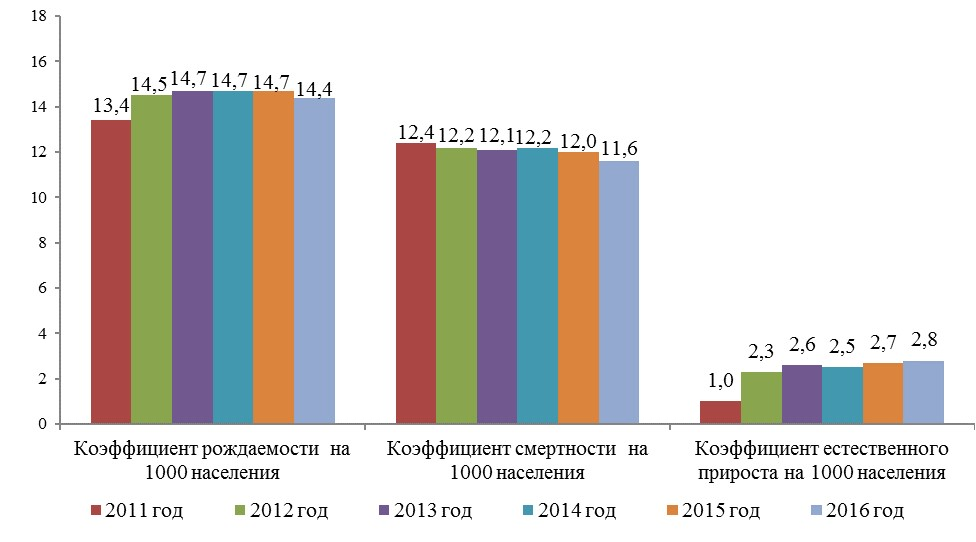 18
16
14
12
10
8
6
4
2
0
13,4
14,5
14,7
14,7
14,7
14,4
12,4
12,2
12,1
12,2
12,0
11,6
1,0
2,3
2,6
2,5
2,7
2,8
Коэффициент рождаемости на
1000 населения
Коэффициент смертности на
1000 населения
Коэффициент естественного
прироста на 1000 населения
2011 год
2012 год
2013 год
2014 год
2015 год
2016 год